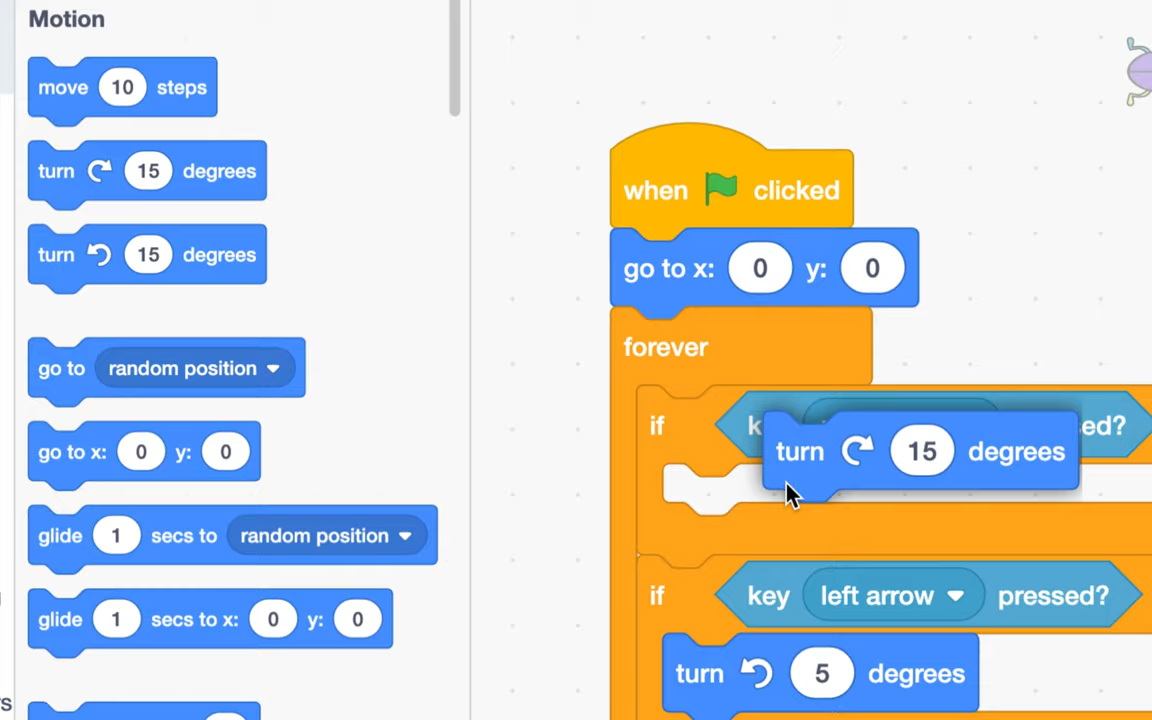 Motion
move 10 steps
turn 15 degrees
turn 15 degrees
go to random position
go to x: 0 y: 0
glide 1 secs to random position
glide 1 secs to x: 0 y: 0
when clicked
go to x: 0 y: 0
forever
if k ed?
turn 15 degrees
if key left arrow pressed?
turn 5 degrees
rs